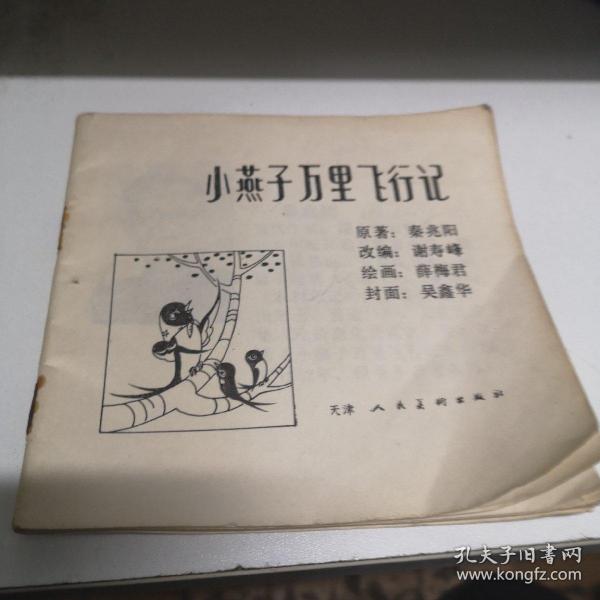 小燕子万里飞行记
原著：秦兆阳
改编：谢寿峰
绘画：薛梅君
封面：吴鑫华
天津人民美术出版社
孔夫子旧书网
www.kongfz.com